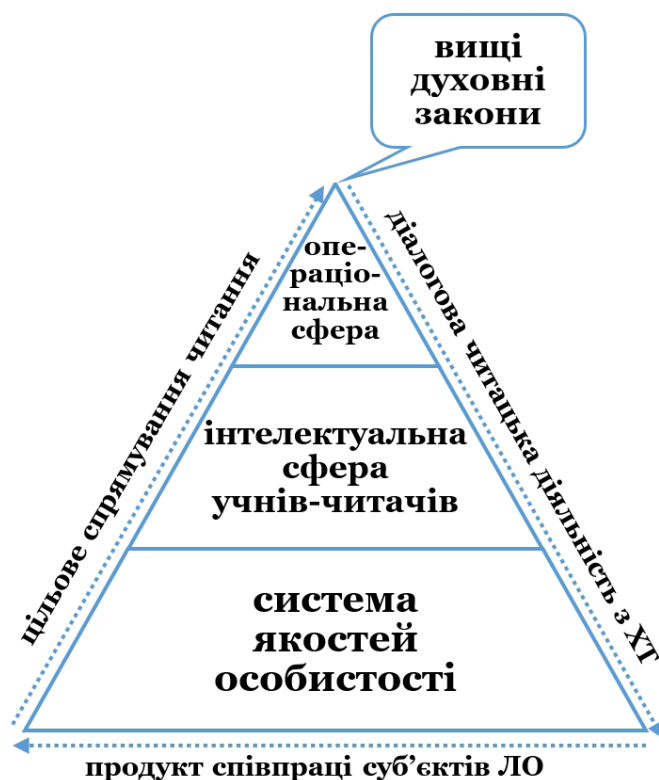 вищі
духовні
закони
опе-
раціо-
нальна
сфера
інтелектуальна
сфера
учнів-читачів
система
якостей
особистості
цільове спрямування читання
діалогова читацька діяльність з ХТ
продукт співпраці суб’єктів ЛО